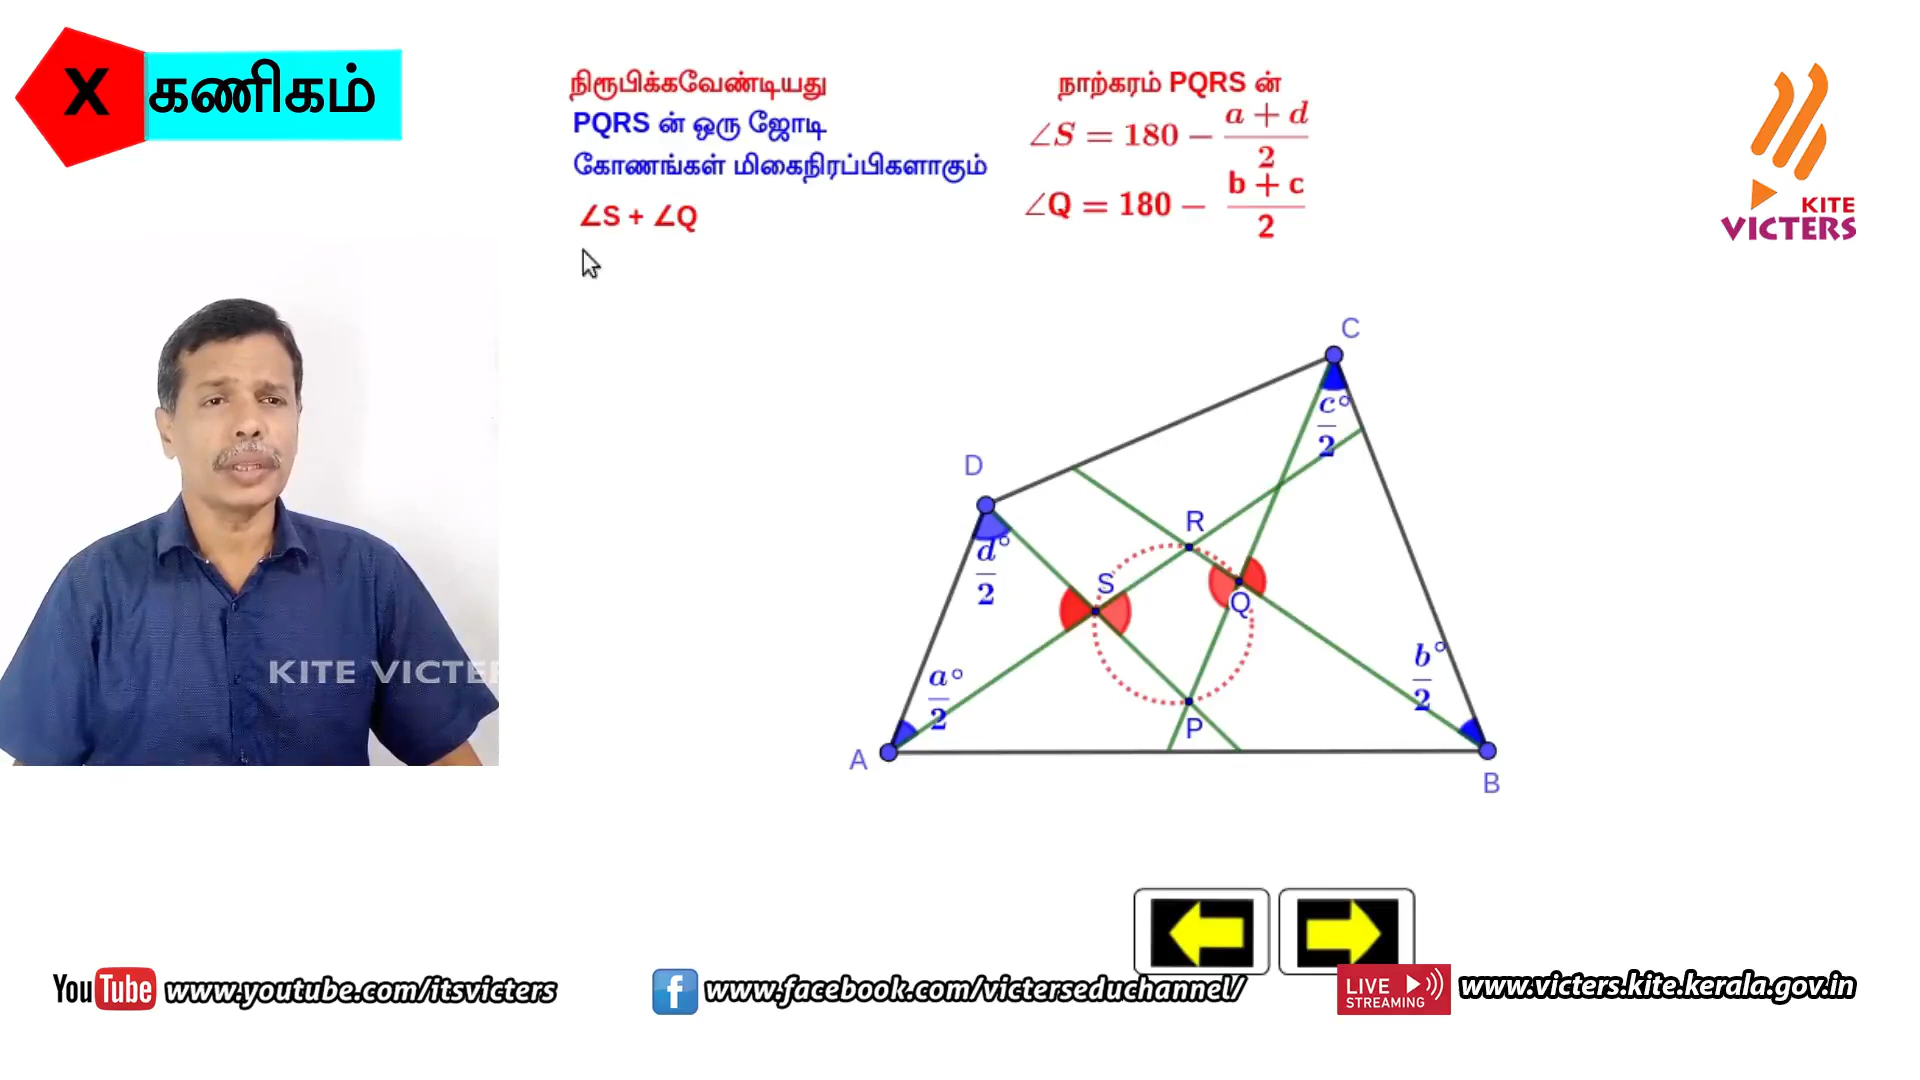 X கணிகம்
நிரூபிக்கவேண்டியது
PQRS ன் ஒரு ஜோடி
கோணங்கள் மிகைநிரப்பிகளாகும்
∠S + ∠Q
நாற்கரம் PQRS ன்
∠S = 180 − (a + d)/2
∠Q = 180 − (b + c)/2
KITE
VICTERS
C
c°/2
D
d°/2
R
S
Q
a°/2
b°/2
P
A
B
KITE VICTE
YouTube www.youtube.com/itsvicters
f www.facebook.com/victerseduchannel/
LIVE STREAMING www.victers.kite.kerala.gov.in